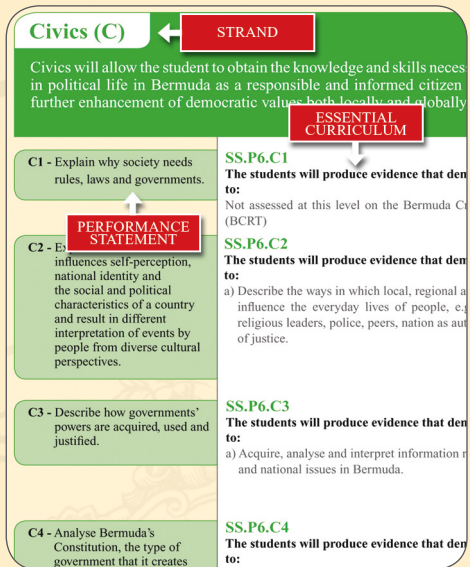 Civics (C)
STRAND
Civics will allow the student to obtain the knowledge and skills
in political life in Bermuda as a responsible and informed citizen
further enhancement of democratic values both locally and globally
ESSENTIAL
CURRICULUM
C1 - Explain why society needs
rules, laws and governments.
SS.P6.C1
The students will produce evidence that
to:
Not assessed at this level on the Bermuda
(BCRT)
PERFORMANCE
STATEMENT
C2 -
influences self-perception,
national identity and
the social and political
characteristics of a country
and result in different
interpretation of events by
people from diverse cultural
perspectives.
SS.P6.C2
The students will produce evidence that
to:
a) Describe the ways in which local, regional
influence the everyday lives of people,
religious leaders, police, peers, nation as
of justice.
C3 - Describe how governments’
powers are acquired, used and
justified.
SS.P6.C3
The students will produce evidence that
to:
a) Acquire, analyse and interpret information
and national issues in Bermuda.
C4 - Analyse Bermuda’s
Constitution, the type of
government that it creates
SS.P6.C4
The students will produce evidence that
to: